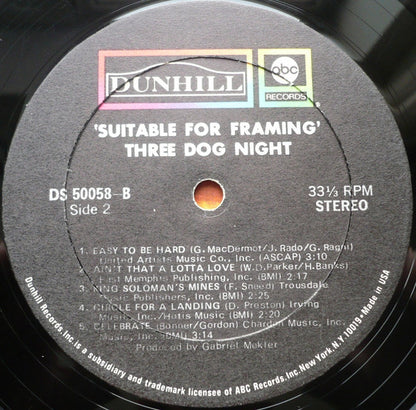 DUNHILL
abc
RECORDS
'SUITABLE FOR FRAMING'
THREE DOG NIGHT
DS 50058-B
Side 2
33⅓ RPM
STEREO
1. EASY TO BE HARD (G. MacDermot/J. Rado/G. Ragni)
United Artists Music Co., Inc. (ASCAP) 3:10
2. AIN'T THAT A LOTTA LOVE (W.D.Parker/H.Banks)
East Memphis Publishing, Inc. (BMI) 2:17
3. KING SOLOMAN'S MINES (F. Sneed) Trousdale
Music Publishers, Inc. (BMI) 2:25
4. CIRCLE FOR A LANDING (D. Preston) Irving
Music, Inc./Hutis Music (BMI) 2:20
5. CELEBRATE (Bonner/Gordon) Chardon Music, Inc.
Music, Inc. (BMI) 3:14
Produced by Gabriel Mekler
Dunhill Records, Inc. is a subsidiary and trademark licensee of ABC Records, Inc. New York, N.Y. 10019 • Made in USA